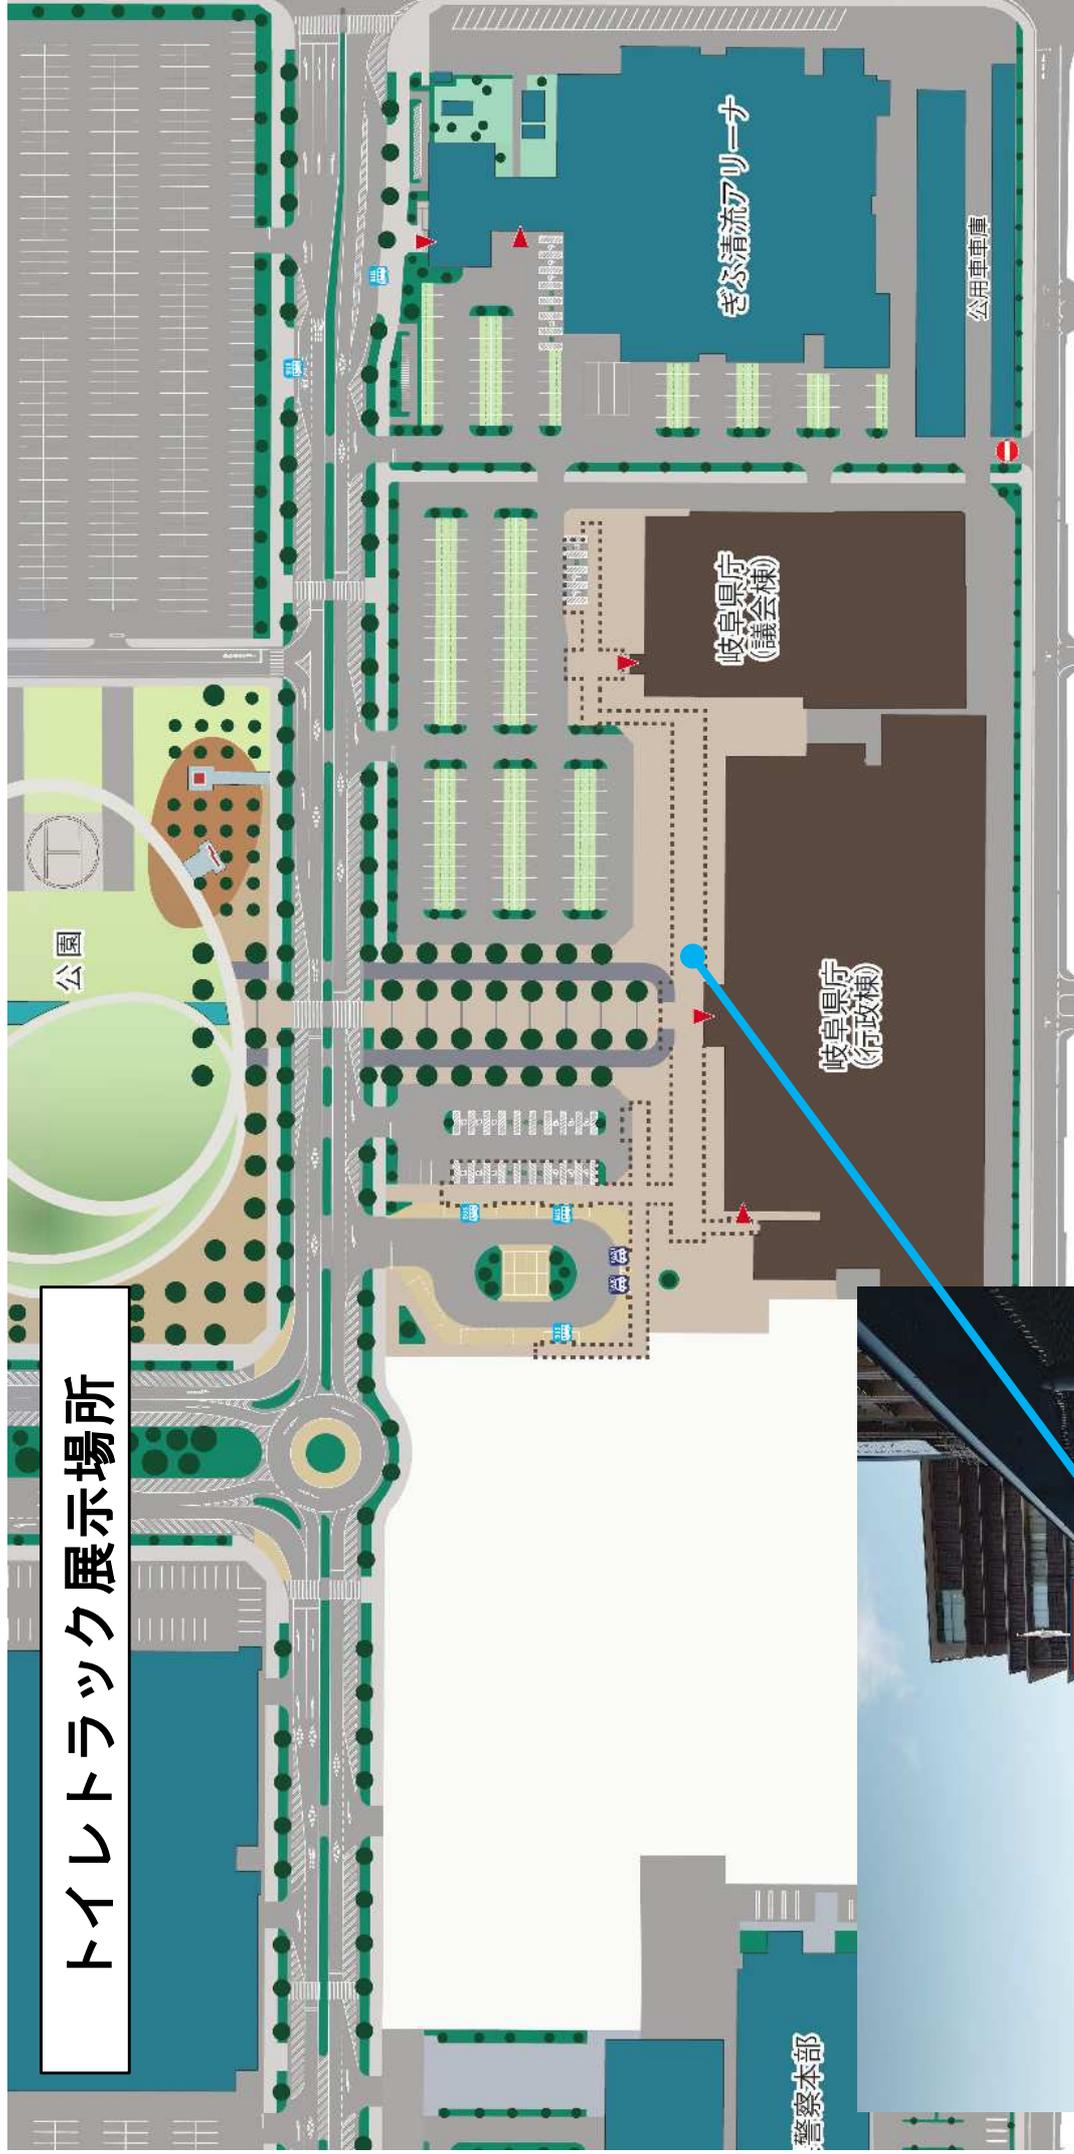 トイレトラック展示場所
公園
ぎふ清流アリーナ
公用車車庫
岐阜県庁
(議会棟)
岐阜県庁
(行政棟)
警察本部